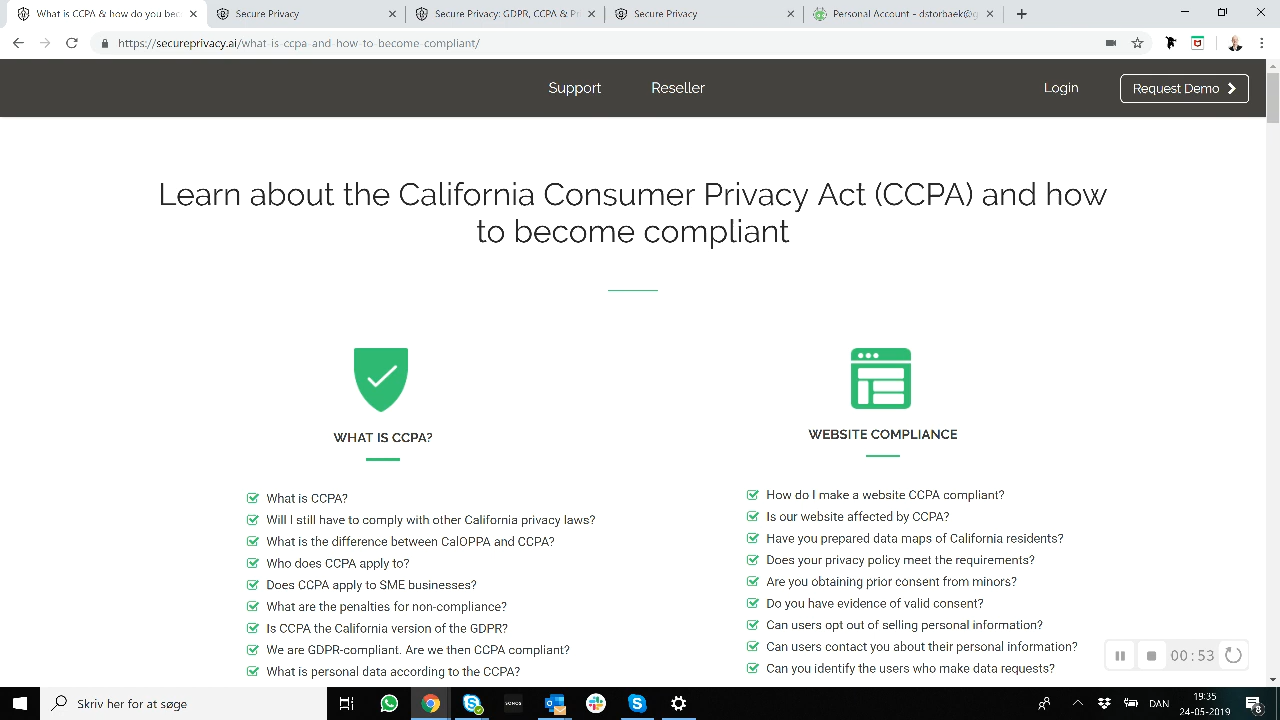 What is CCPA & how do you bec
Secure Privacy
Secure Privacy: GDPR, CCPA & Pr
Secure Privacy
Personal Account - dstorbaek@g
https://secureprivacy.ai/what-is-ccpa-and-how-to-become-compliant/
Support
Reseller
Login
Request Demo
Learn about the California Consumer Privacy Act (CCPA) and how
to become compliant
WHAT IS CCPA?
What is CCPA?
Will I still have to comply with other California privacy laws?
What is the difference between CalOPPA and CCPA?
Who does CCPA apply to?
Does CCPA apply to SME businesses?
What are the penalties for non-compliance?
Is CCPA the California version of the GDPR?
We are GDPR-compliant. Are we then CCPA compliant?
What is personal data according to the CCPA?
WEBSITE COMPLIANCE
How do I make a website CCPA compliant?
Is our website affected by CCPA?
Have you prepared data maps of California residents?
Does your privacy policy meet the requirements?
Are you obtaining prior consent from minors?
Do you have evidence of valid consent?
Can users opt out of selling personal information?
Can users contact you about their personal information?
Can you identify the users who make data requests?
00:53
Skriv her for at søge
SONOS
DAN
19:35
24-05-2019
8